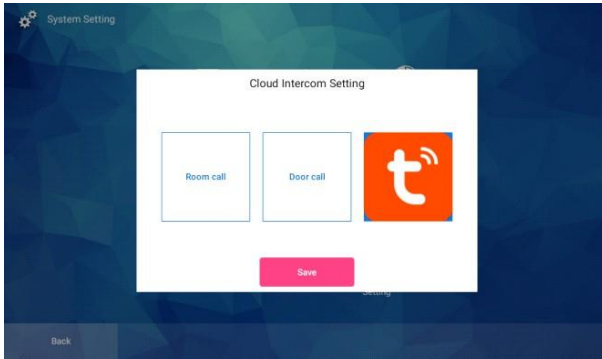 System Setting
Cloud Intercom Setting
Room call
Door call
t
Save
Setting
Back